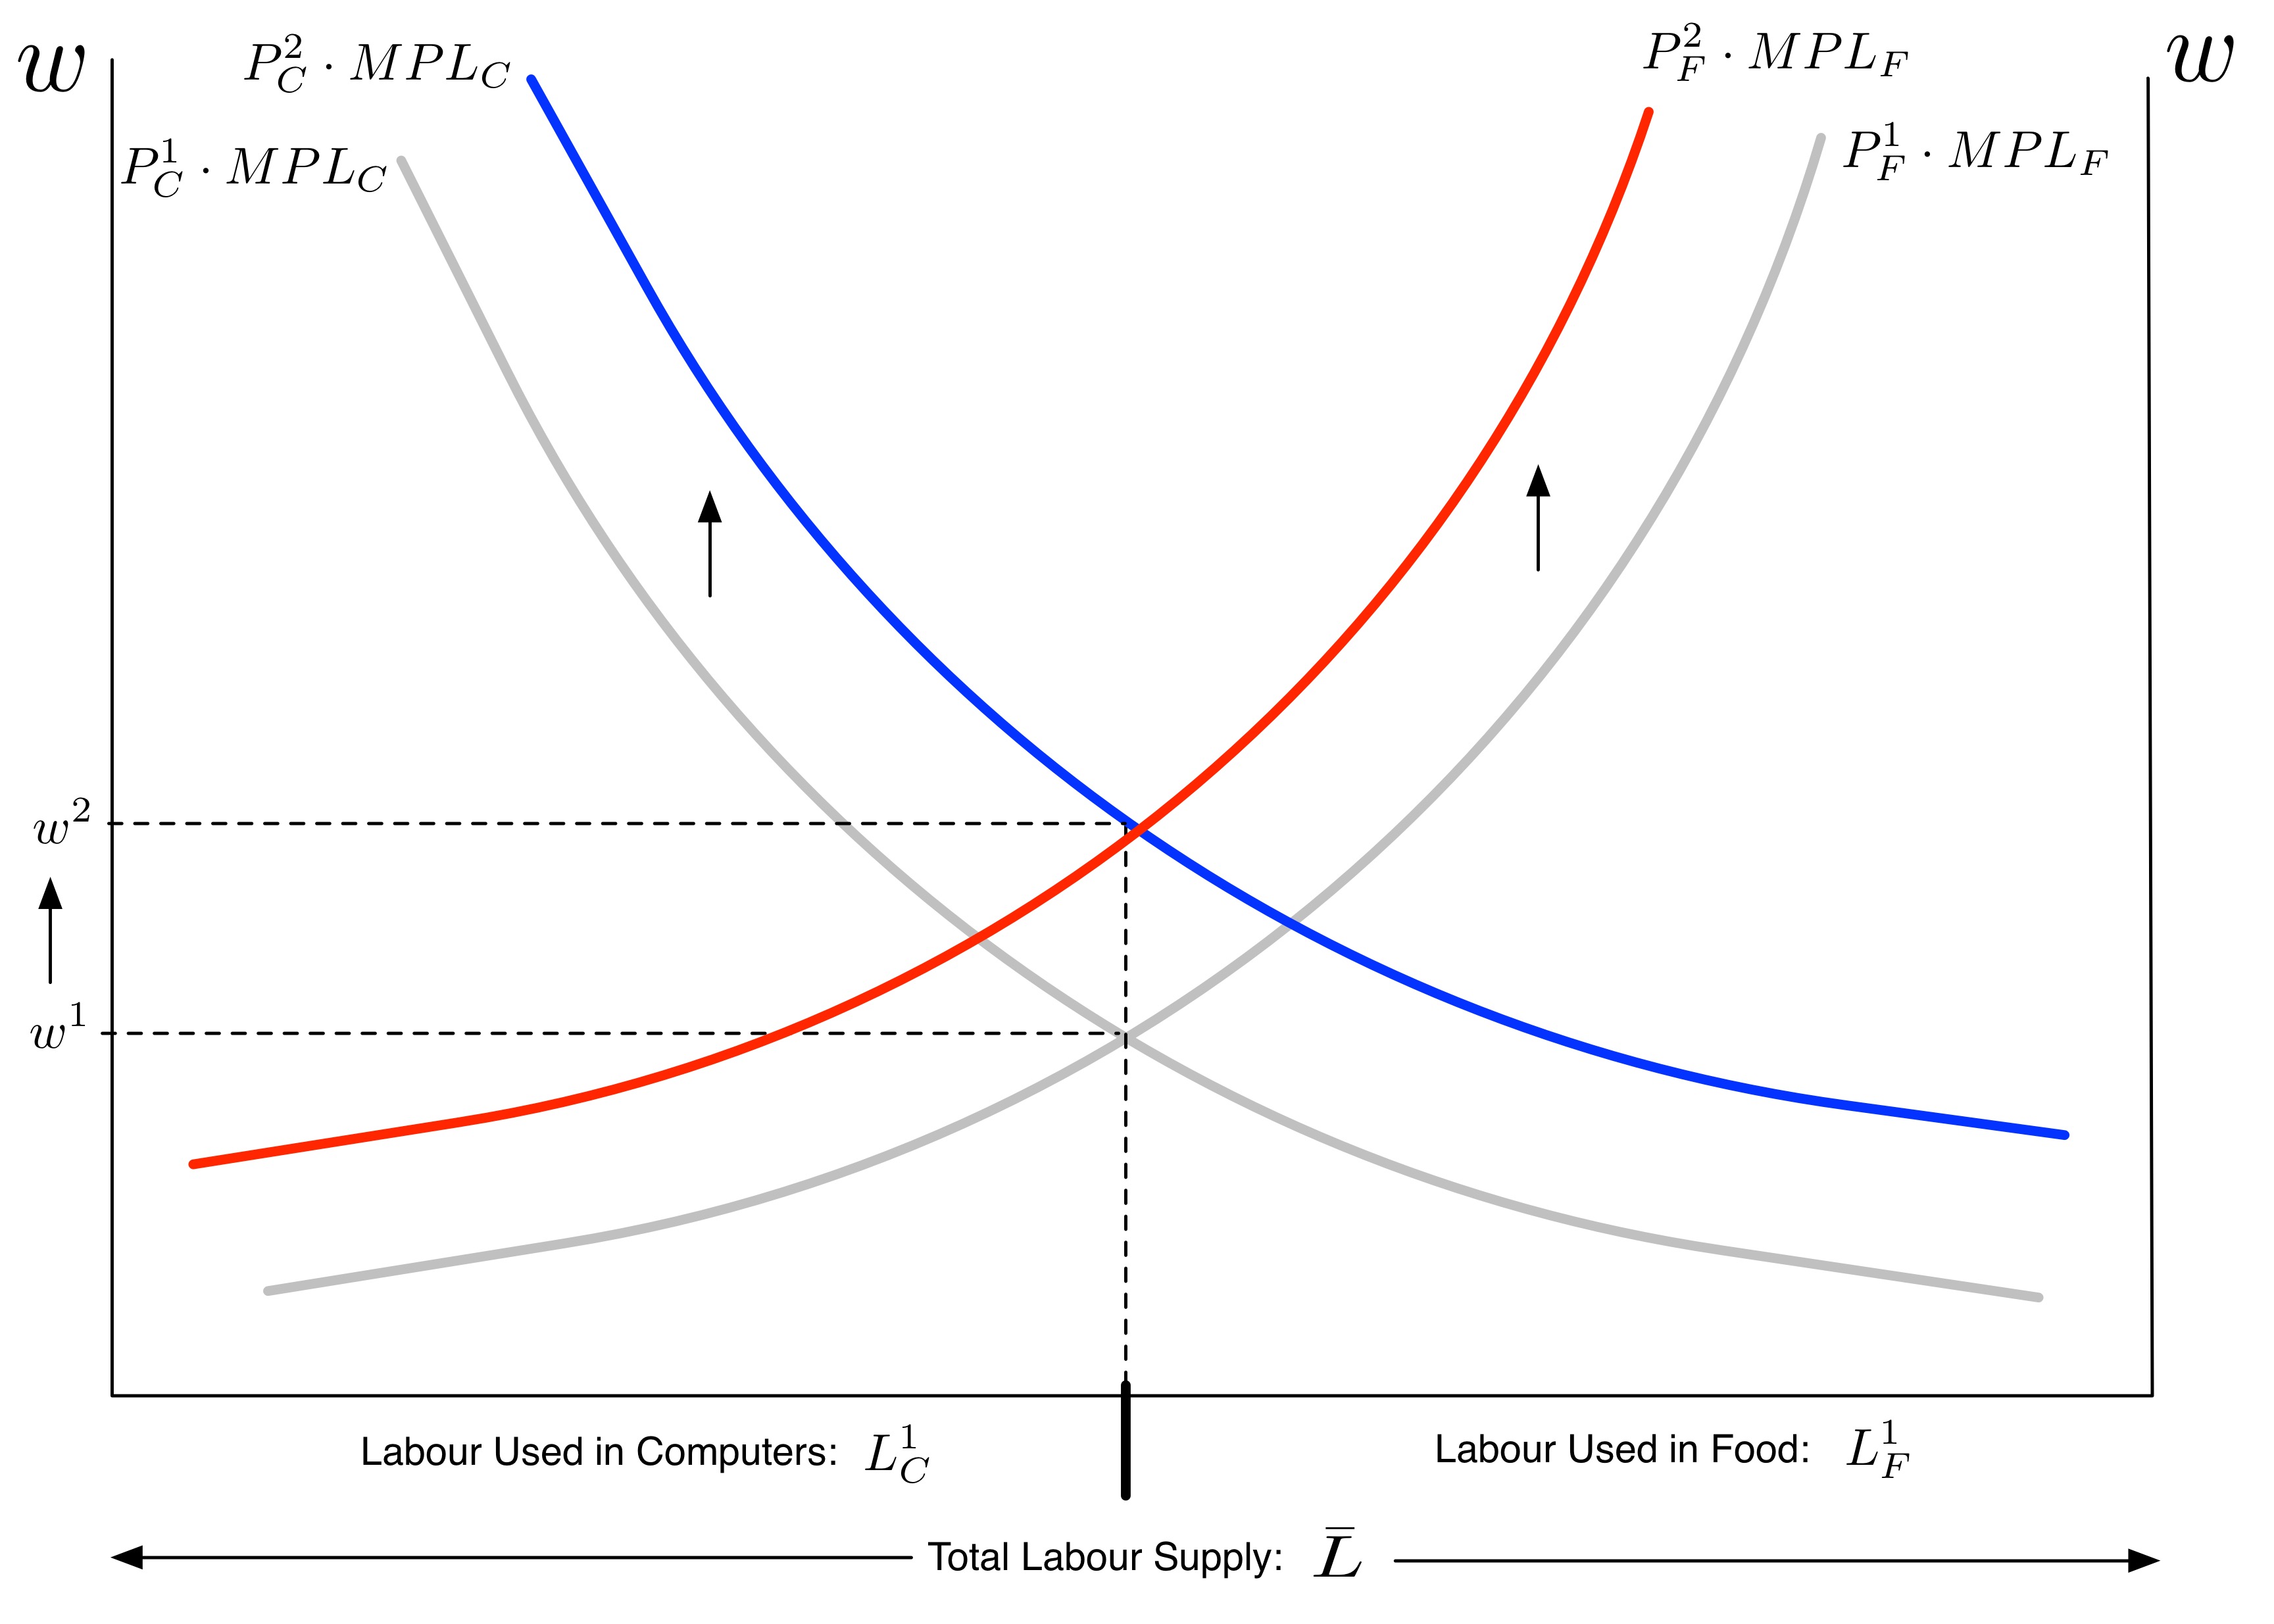 w P_C^2 · MPL_C P_F^2 · MPL_F w
P_C^1 · MPL_C P_F^1 · MPL_F
w^2
w^1
Labour Used in Computers: L_C^1 Labour Used in Food: L_F^1
Total Labour Supply: L̅